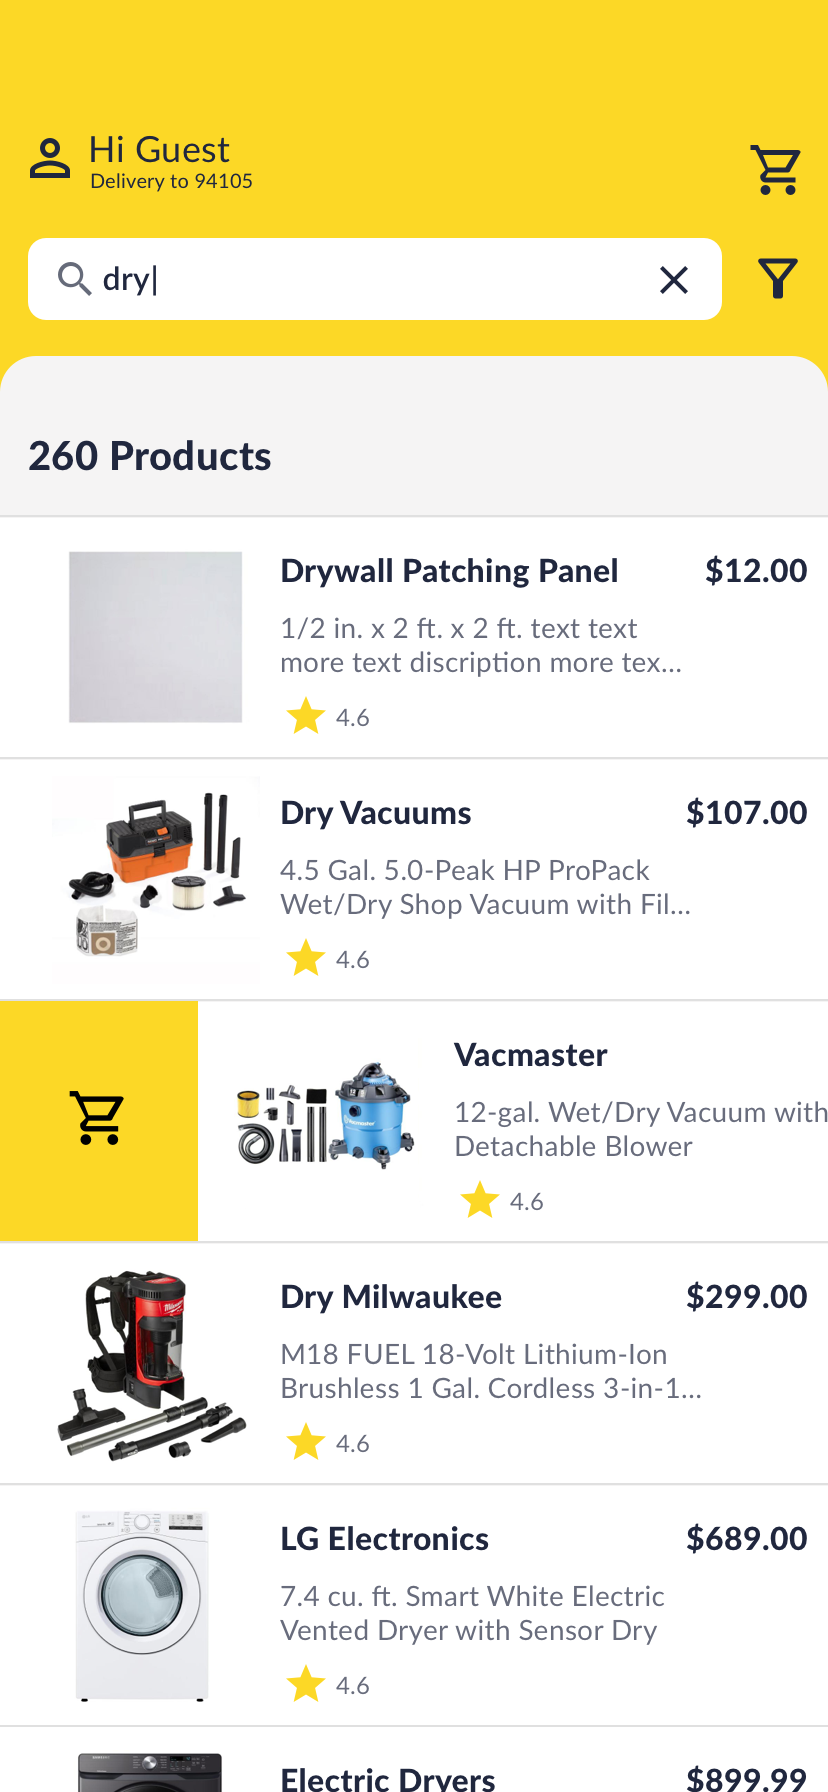 Hi Guest
Delivery to 94105
dry
260 Products
Drywall Patching Panel $12.00
1/2 in. x 2 ft. x 2 ft. text text
more text discription more tex...
4.6
Dry Vacuums $107.00
4.5 Gal. 5.0-Peak HP ProPack
Wet/Dry Shop Vacuum with Fil...
4.6
Vacmaster
12-gal. Wet/Dry Vacuum with
Detachable Blower
4.6
Dry Milwaukee $299.00
M18 FUEL 18-Volt Lithium-Ion
Brushless 1 Gal. Cordless 3-in-1...
4.6
LG Electronics $689.00
7.4 cu. ft. Smart White Electric
Vented Dryer with Sensor Dry
4.6
Electric Dryers $899.99